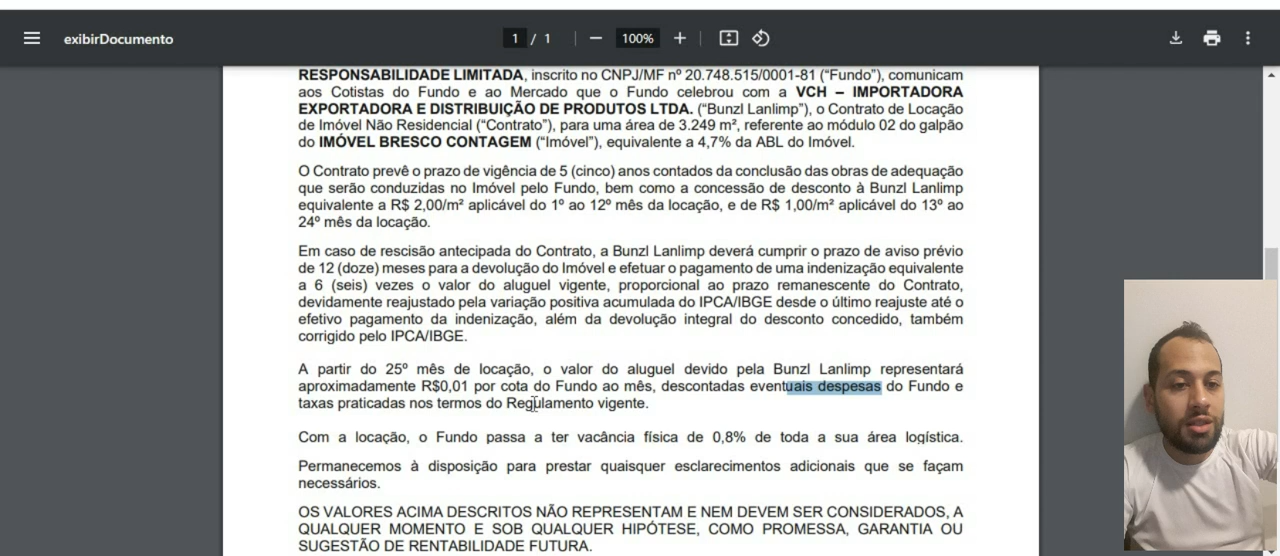 exibirDocumento
1 / 1
100%
RESPONSABILIDADE LIMITADA, inscrito no CNPJ/MF nº 20.748.515/0001-81 (“Fundo”), comunicam
aos Cotistas do Fundo e ao Mercado que o Fundo celebrou com a VCH – IMPORTADORA
EXPORTADORA E DISTRIBUIÇÃO DE PRODUTOS LTDA. (“Bunzl Lanlimp”), o Contrato de Locação
de Imóvel Não Residencial (“Contrato”), para uma área de 3.249 m², referente ao módulo 02 do galpão
do IMÓVEL BRESCO CONTAGEM (“Imóvel”), equivalente a 4,7% da ABL do Imóvel.
O Contrato prevê o prazo de vigência de 5 (cinco) anos contados da conclusão das obras de adequação
que serão conduzidas no Imóvel pelo Fundo, bem como a concessão de desconto à Bunzl Lanlimp
equivalente a R$ 2,00/m² aplicável do 1º ao 12º mês da locação, e de R$ 1,00/m² aplicável do 13º ao
24º mês da locação.
Em caso de rescisão antecipada do Contrato, a Bunzl Lanlimp deverá cumprir o prazo de aviso prévio
de 12 (doze) meses para a devolução do Imóvel e efetuar o pagamento de uma indenização equivalente
a 6 (seis) vezes o valor do aluguel vigente, proporcional ao prazo remanescente do Contrato,
devidamente reajustado pela variação positiva acumulada do IPCA/IBGE desde o último reajuste até o
efetivo pagamento da indenização, além da devolução integral do desconto concedido, também
corrigido pelo IPCA/IBGE.
A partir do 25º mês de locação, o valor do aluguel devido pela Bunzl Lanlimp representará
aproximadamente R$0,01 por cota do Fundo ao mês, descontadas eventuais despesas do Fundo e
taxas praticadas nos termos do Regulamento vigente.
Com a locação, o Fundo passa a ter vacância física de 0,8% de toda a sua área logística.
Permanecemos à disposição para prestar quaisquer esclarecimentos adicionais que se façam
necessários.
OS VALORES ACIMA DESCRITOS NÃO REPRESENTAM E NEM DEVEM SER CONSIDERADOS, A
QUALQUER MOMENTO E SOB QUALQUER HIPÓTESE, COMO PROMESSA, GARANTIA OU
SUGESTÃO DE RENTABILIDADE FUTURA.